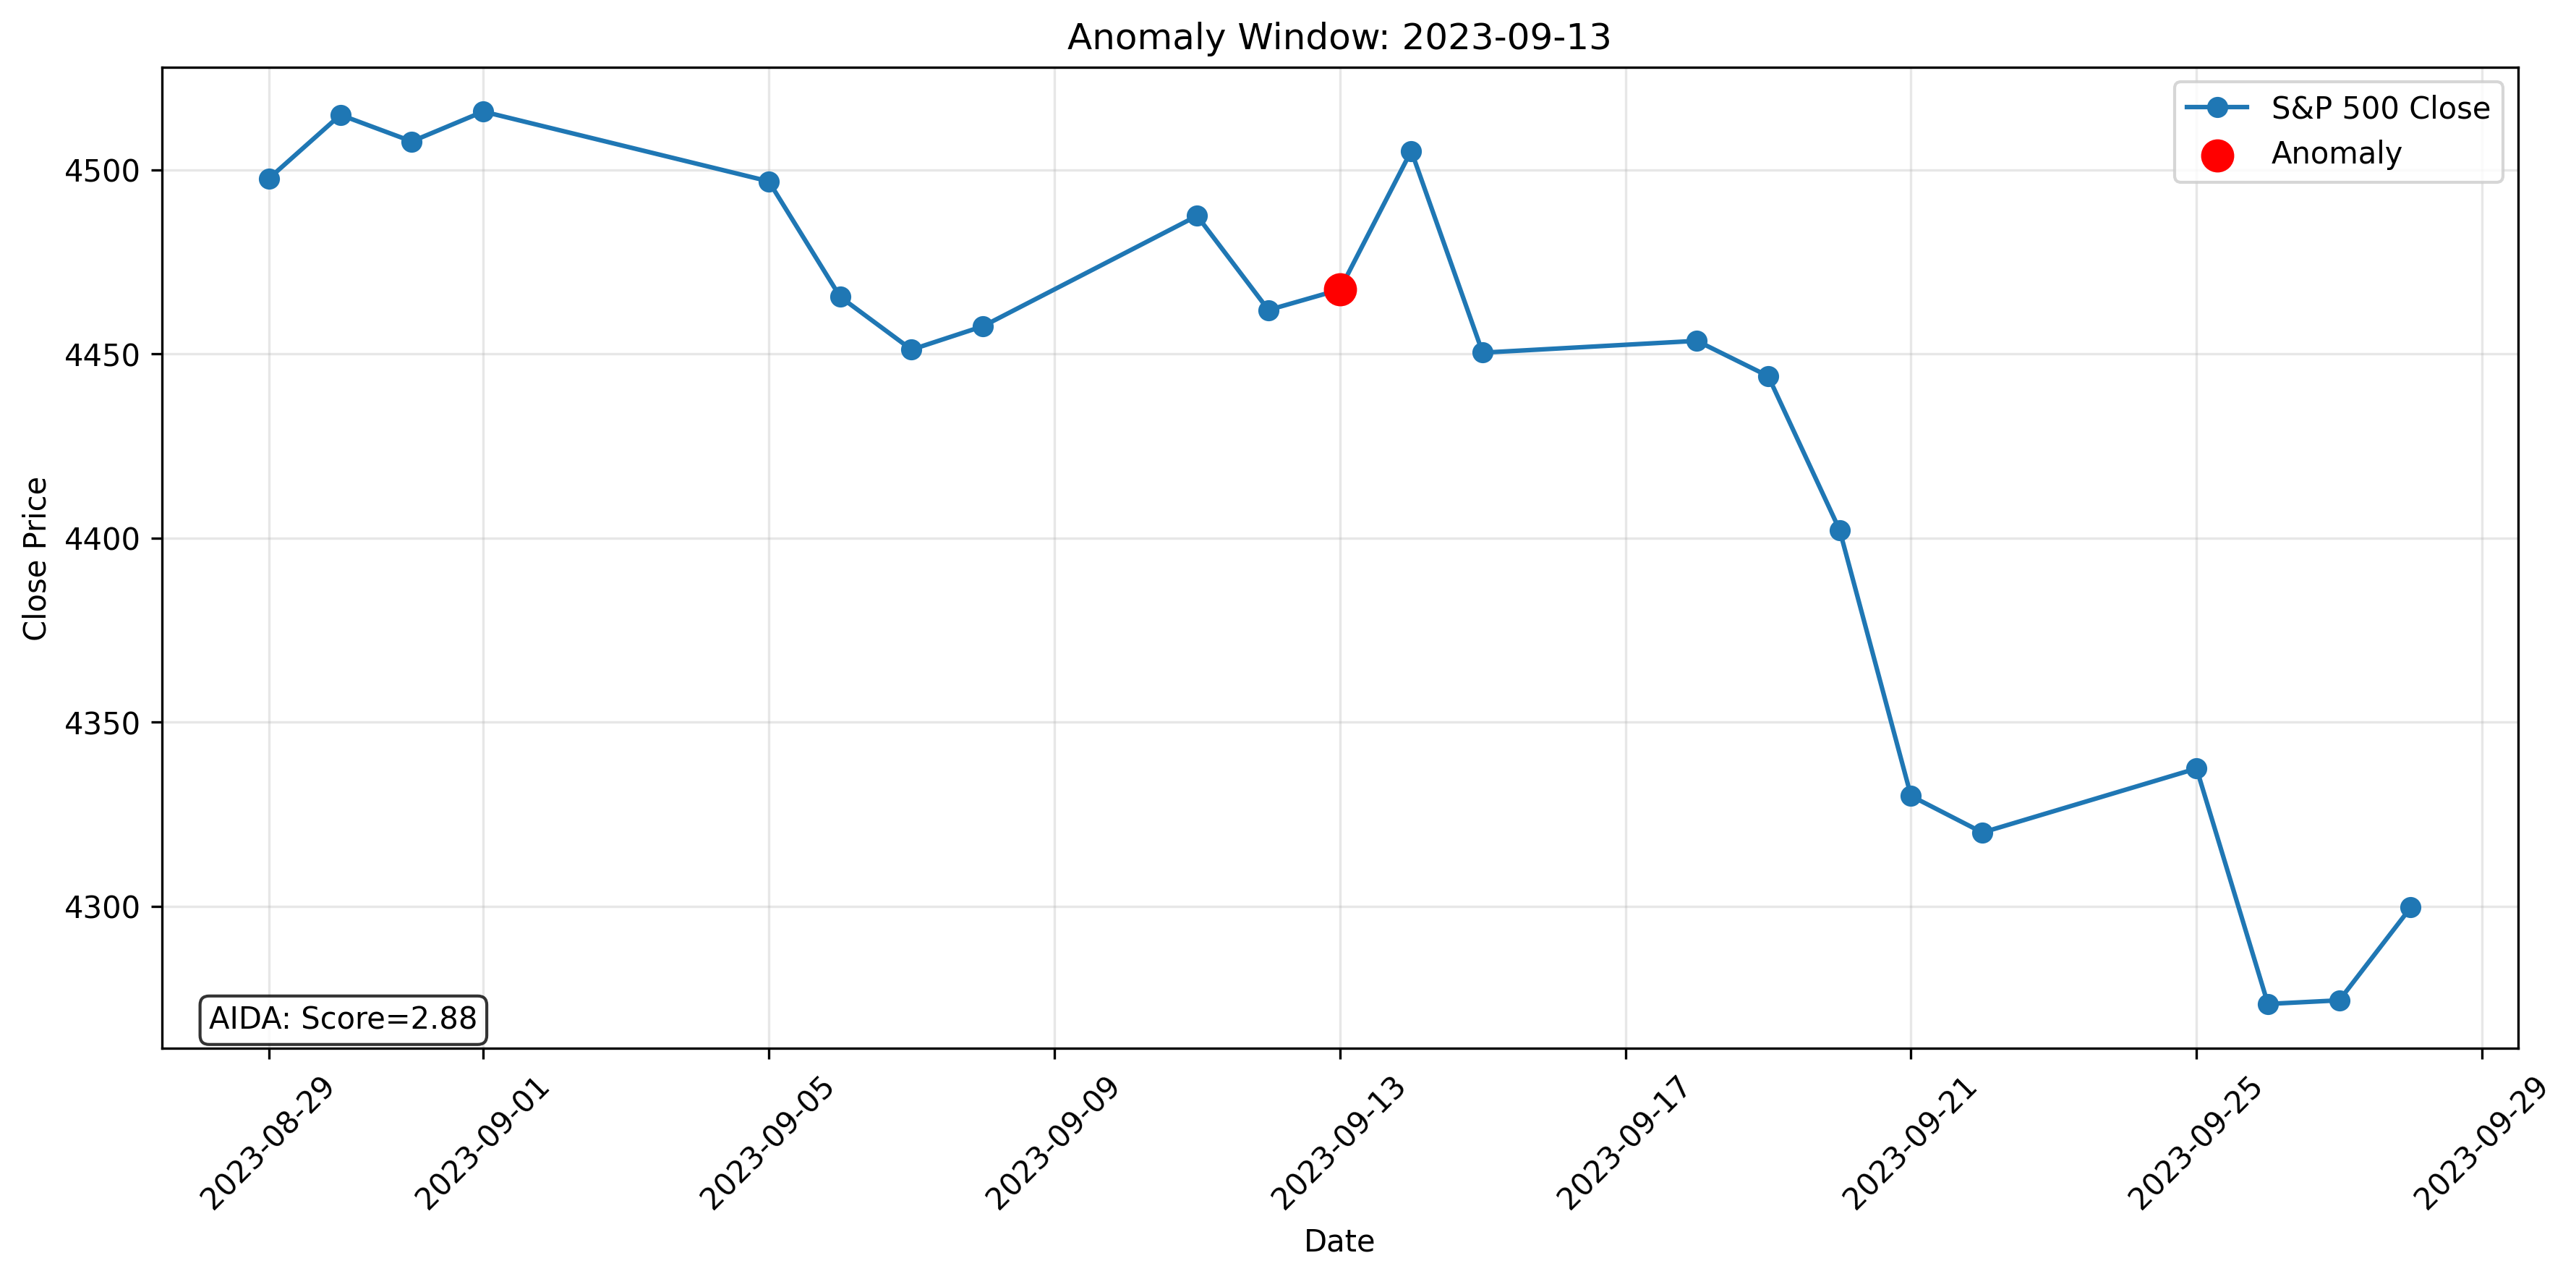 Anomaly Window: 2023-09-13
S&P 500 Close
Anomaly
Close Price
4500
4450
4400
4350
4300
AIDA: Score=2.88
2023-08-29
2023-09-01
2023-09-05
2023-09-09
2023-09-13
2023-09-17
2023-09-21
2023-09-25
2023-09-29
Date